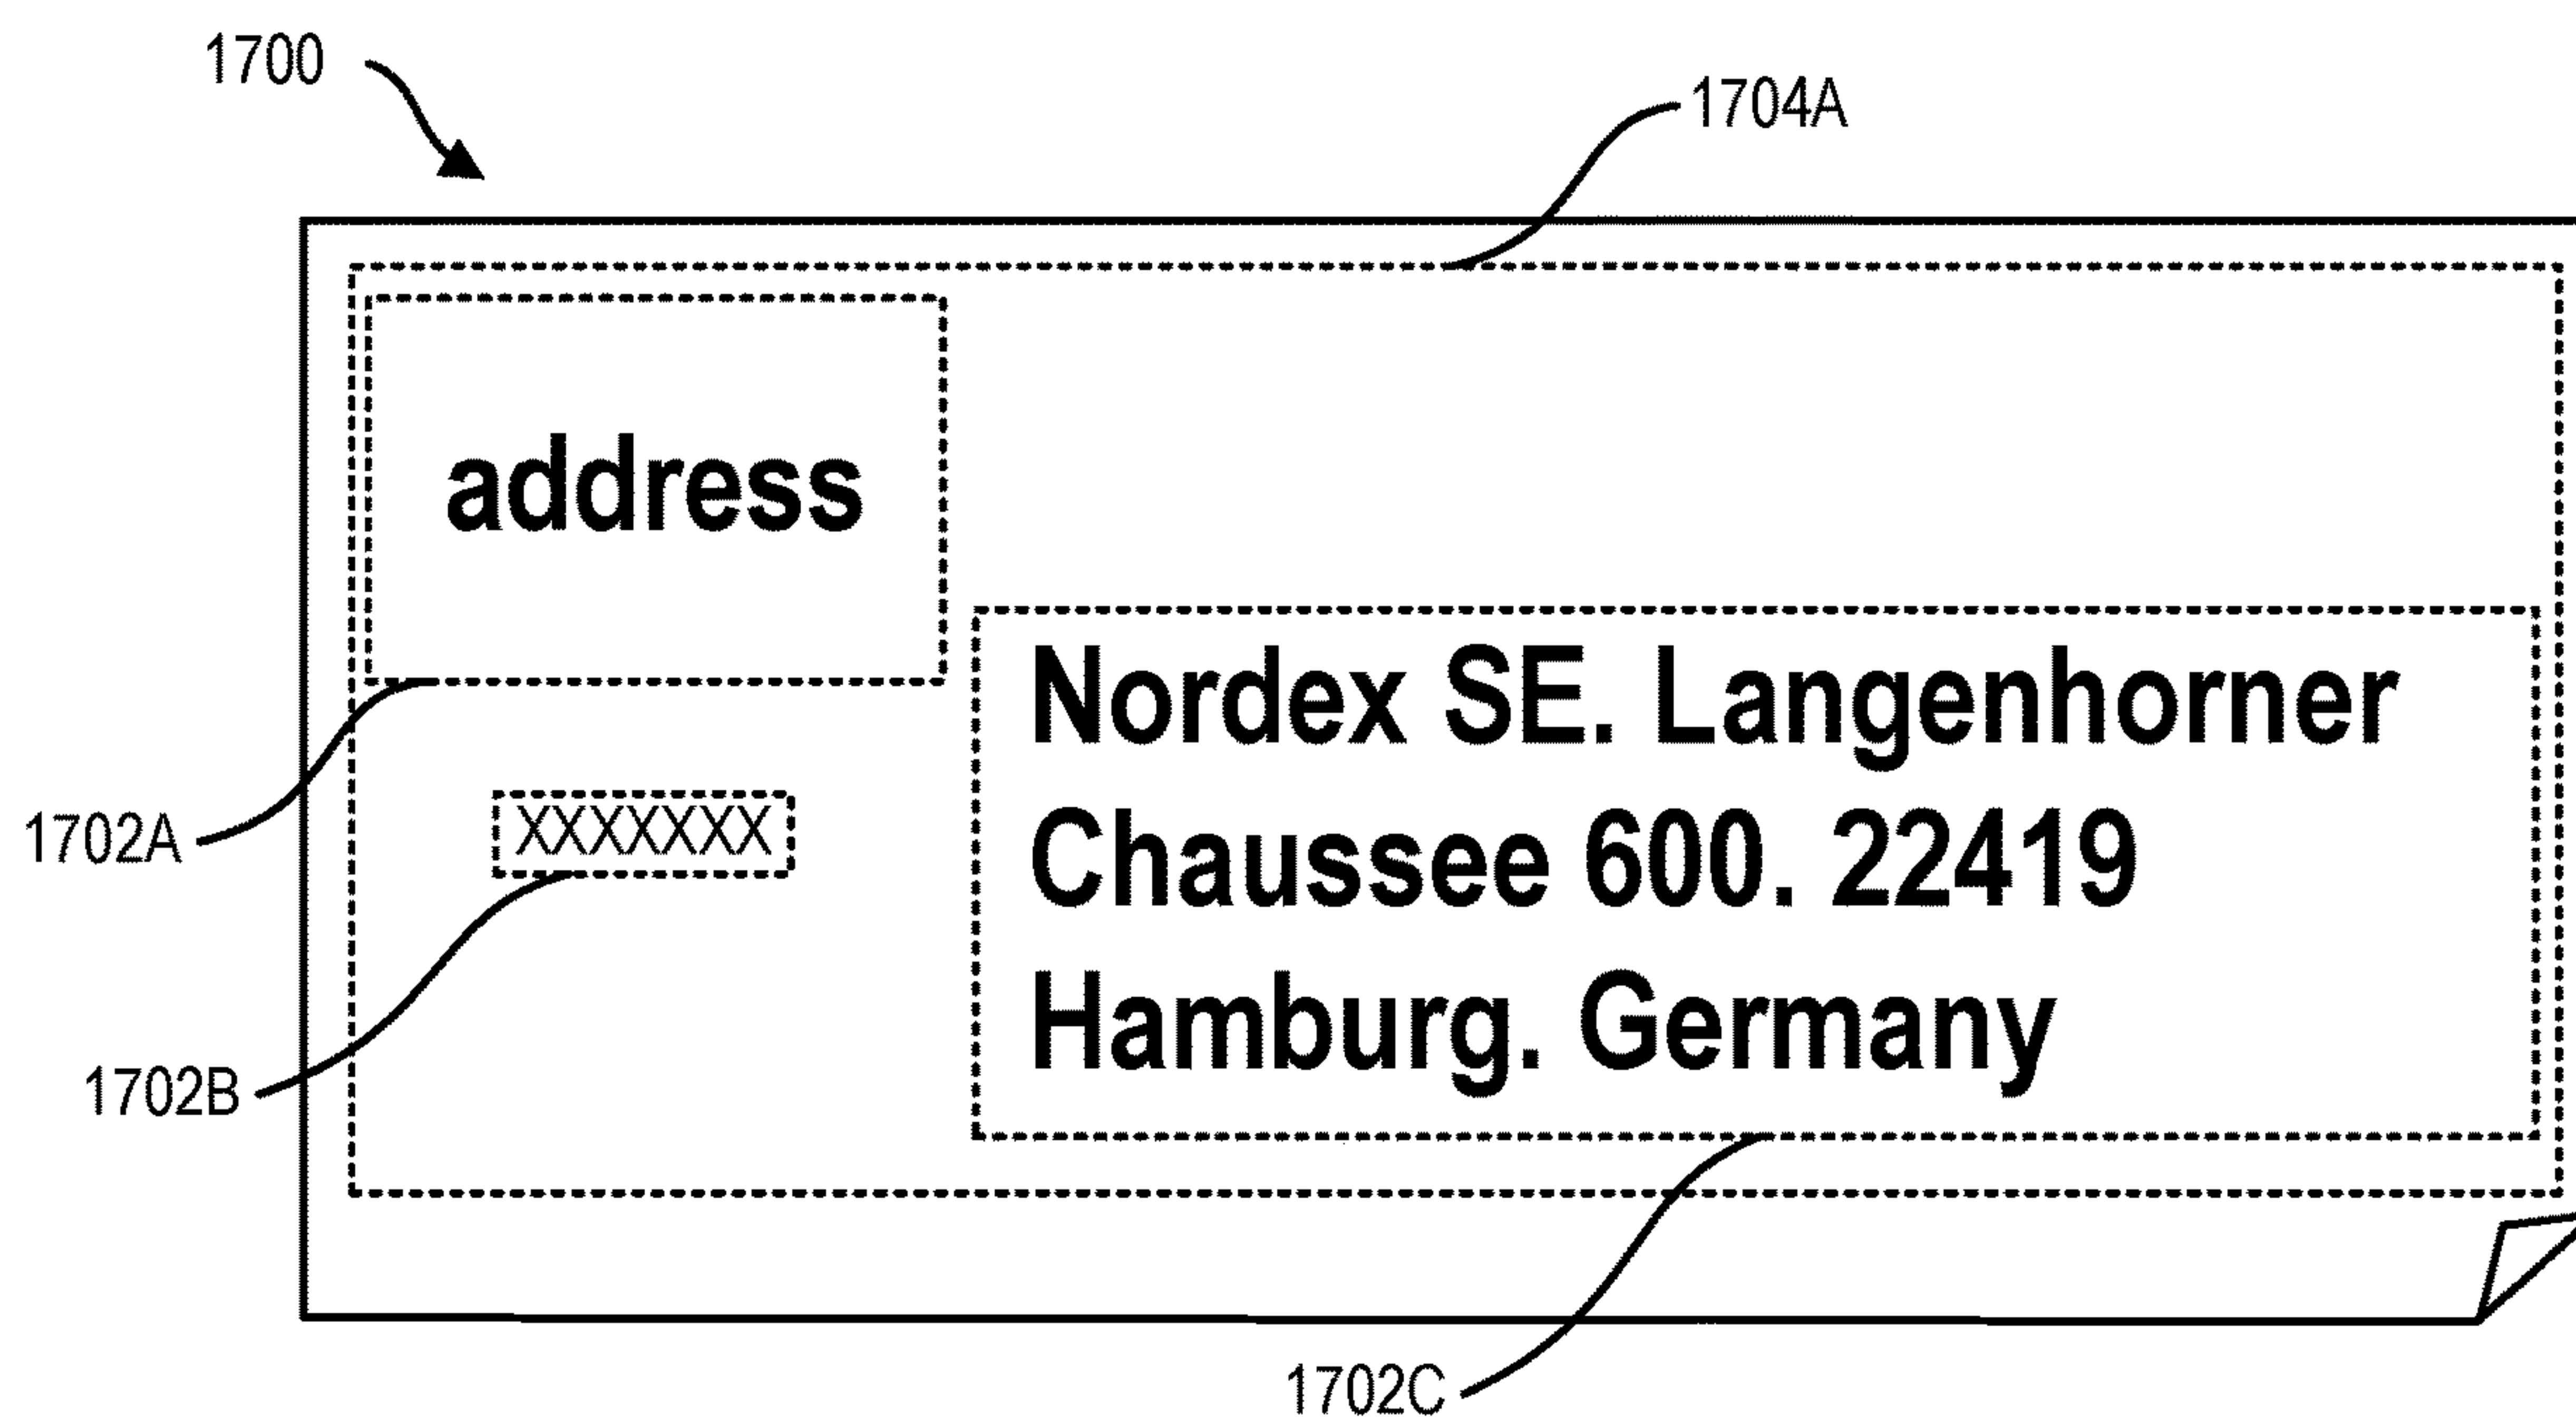 1700
1704A
address
Nordex SE. Langenhorner
1702A
XXXXXXX
Chaussee 600. 22419
Hamburg. Germany
1702B
1702C